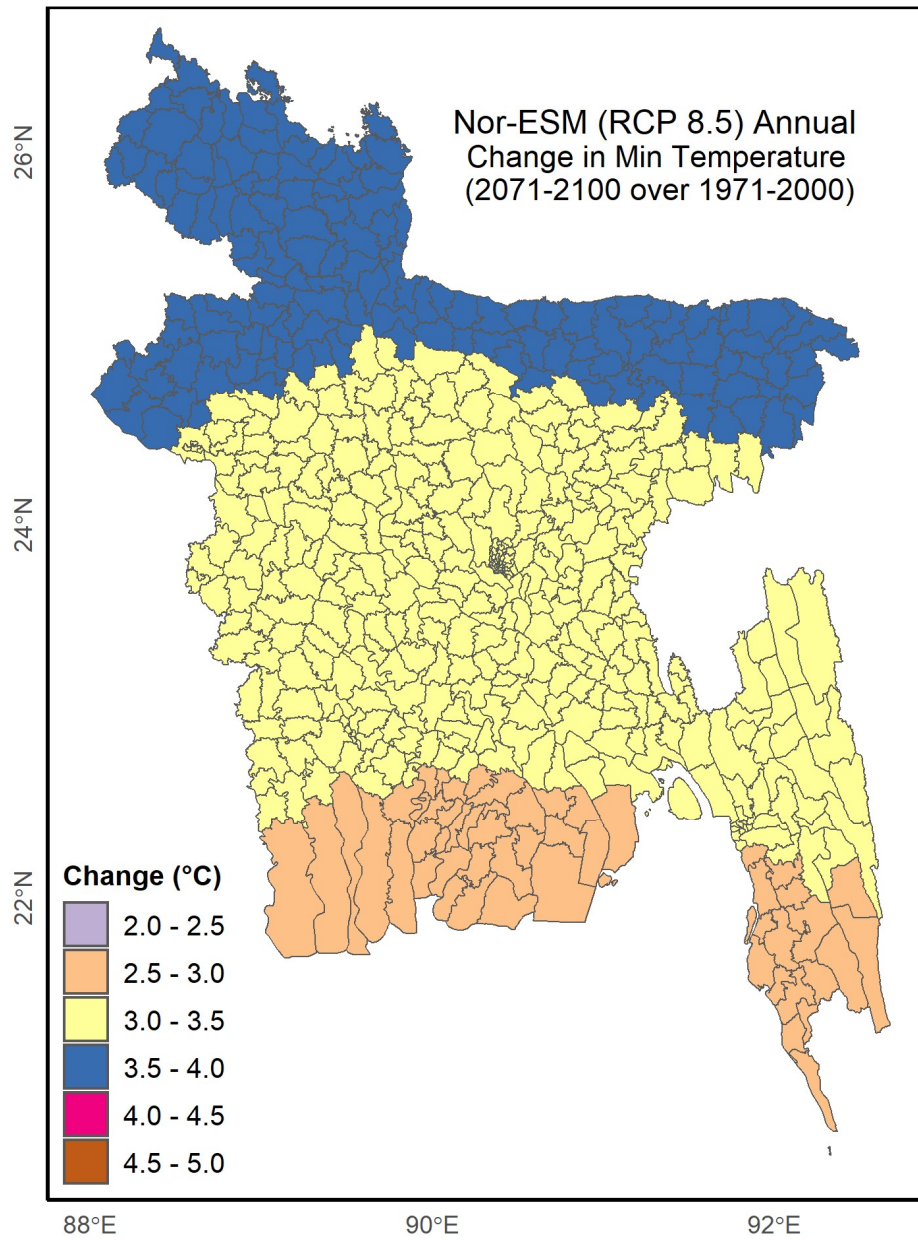 Nor-ESM (RCP 8.5) Annual
Change in Min Temperature
(2071-2100 over 1971-2000)
26°N
24°N
22°N
Change (°C)
2.0 - 2.5
2.5 - 3.0
3.0 - 3.5
3.5 - 4.0
4.0 - 4.5
4.5 - 5.0
88°E 90°E 92°E